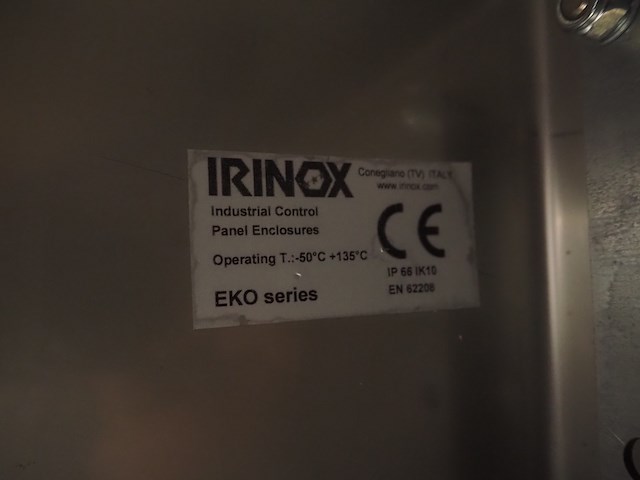 IRINOX
Conegliano (TV) ITALY
www.irinox.com
Industrial Control
Panel Enclosures
CE
Operating T.:-50°C +135°C
IP 66 IK10
EN 62208
EKO series